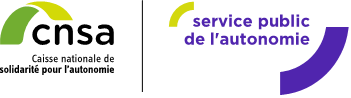 cnsa
Caisse nationale de
solidarité pour l'autonomie
service public
de l'autonomie